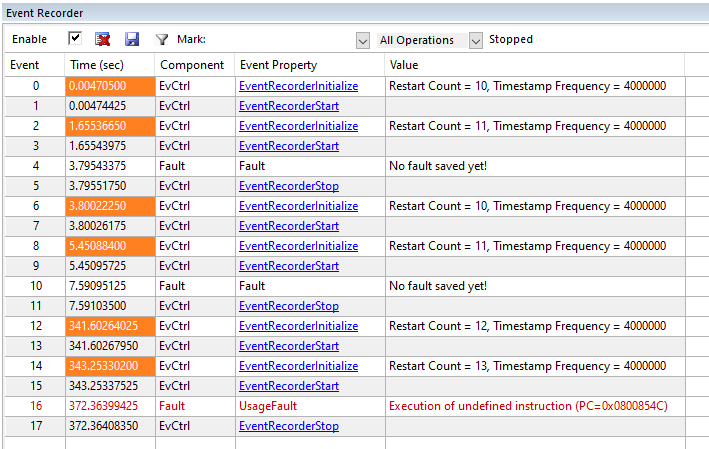 Event Recorder
Enable Mark: All Operations Stopped
Event Time (sec) Component Event Property Value
0 0.00470500 EvCtrl EventRecorderInitialize Restart Count = 10, Timestamp Frequency = 4000000
1 0.00474425 EvCtrl EventRecorderStart
2 1.65536650 EvCtrl EventRecorderInitialize Restart Count = 11, Timestamp Frequency = 4000000
3 1.65543975 EvCtrl EventRecorderStart
4 3.79543375 Fault Fault No fault saved yet!
5 3.79551750 EvCtrl EventRecorderStop
6 3.80022250 EvCtrl EventRecorderInitialize Restart Count = 10, Timestamp Frequency = 4000000
7 3.80026175 EvCtrl EventRecorderStart
8 5.45088400 EvCtrl EventRecorderInitialize Restart Count = 11, Timestamp Frequency = 4000000
9 5.45095725 EvCtrl EventRecorderStart
10 7.59095125 Fault Fault No fault saved yet!
11 7.59103500 EvCtrl EventRecorderStop
12 341.60264025 EvCtrl EventRecorderInitialize Restart Count = 12, Timestamp Frequency = 4000000
13 341.60267950 EvCtrl EventRecorderStart
14 343.25330200 EvCtrl EventRecorderInitialize Restart Count = 13, Timestamp Frequency = 4000000
15 343.25337525 EvCtrl EventRecorderStart
16 372.36399425 Fault UsageFault Execution of undefined instruction (PC=0x0800854C)
17 372.36408350 EvCtrl EventRecorderStop